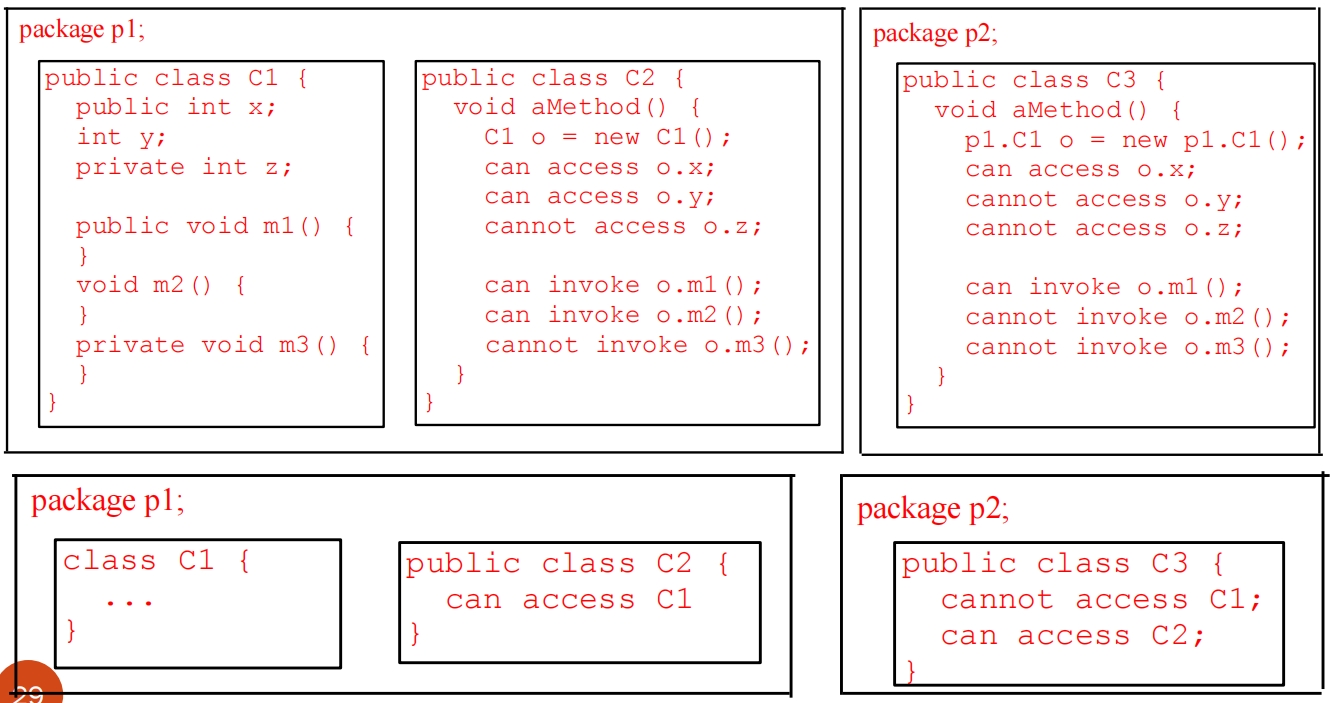 package p1;
public class C1 {
public int x;
int y;
private int z;
public void m1() {
}
void m2() {
}
private void m3() {
}
}
public class C2 {
void aMethod() {
C1 o = new C1();
can access o.x;
can access o.y;
cannot access o.z;
can invoke o.m1();
can invoke o.m2();
cannot invoke o.m3();
}
}
package p2;
public class C3 {
void aMethod() {
p1.C1 o = new p1.C1();
can access o.x;
cannot access o.y;
cannot access o.z;
can invoke o.m1();
cannot invoke o.m2();
cannot invoke o.m3();
}
}
package p1;
class C1 {
...
}
public class C2 {
can access C1
}
package p2;
public class C3 {
cannot access C1;
can access C2;
}
29